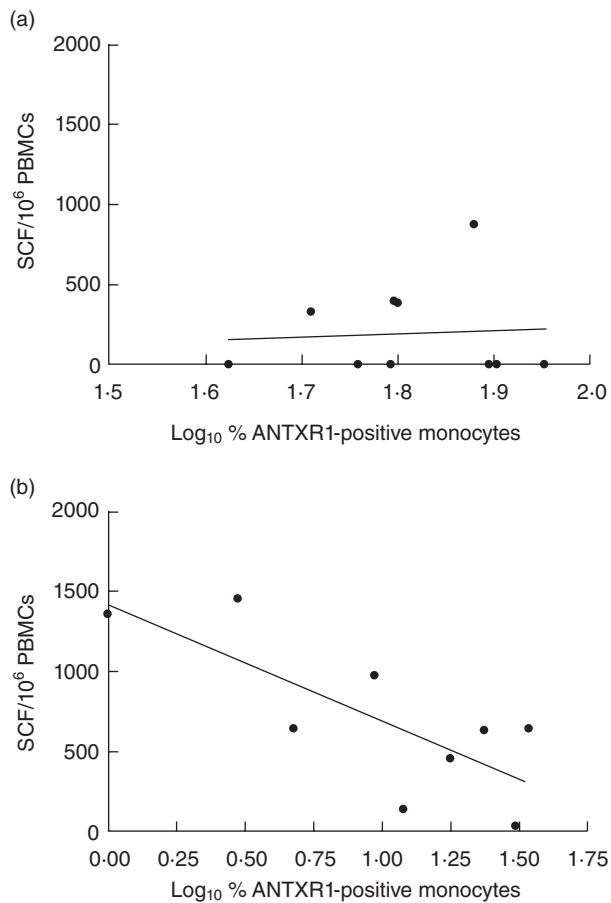 (a)
2000
1500
1000
500
0
SCF/10⁶ PBMCs
1·5 1·6 1·7 1·8 1·9 2·0
Log₁₀ % ANTXR1-positive monocytes
(b)
2000
1500
1000
500
0
SCF/10⁶ PBMCs
0·00 0·25 0·50 0·75 1·00 1·25 1·50 1·75
Log₁₀ % ANTXR1-positive monocytes